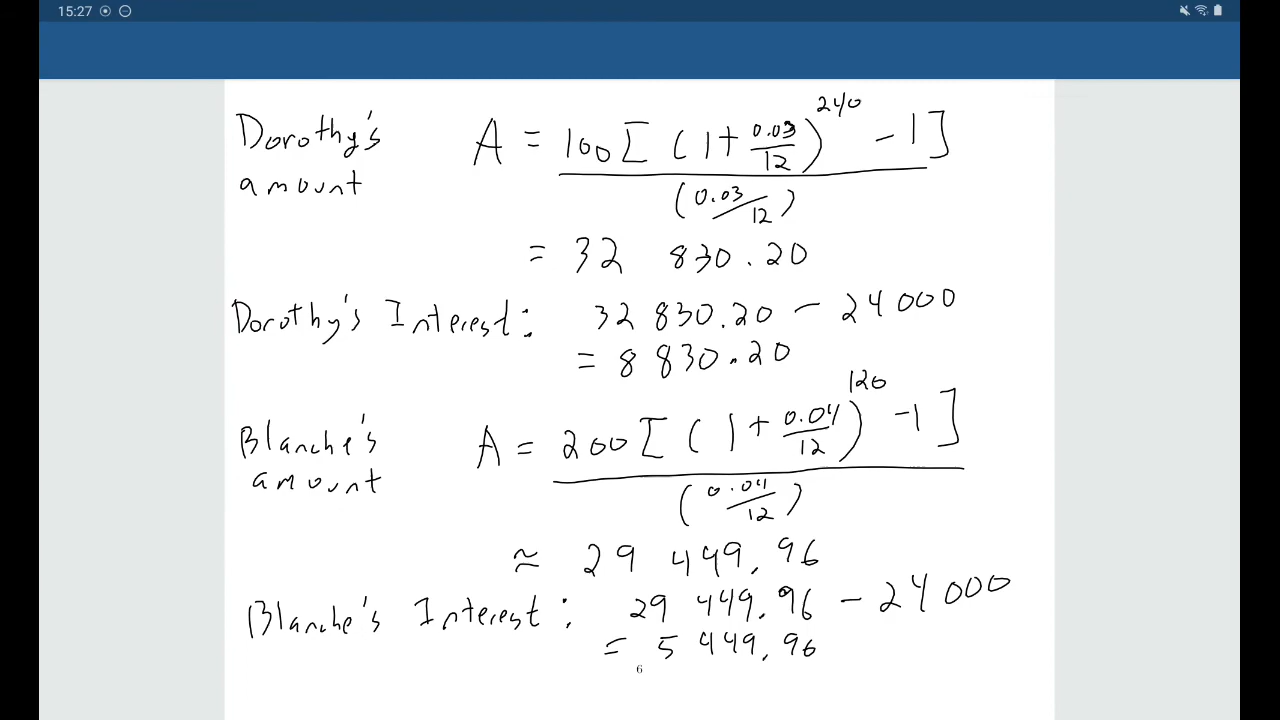 15:27
Dorothy's amount A = 100[(1+0.03/12)^240 - 1]
(0.03/12)
= 32 830.20
Dorothy's Interest: 32 830.20 - 24 000
= 8 830.20
Blanche's amount A = 200[(1+0.04/12)^120 - 1]
(0.04/12)
≈ 29 449.96
Blanche's Interest: 29 449.96 - 24 000
= 5 449.96
6